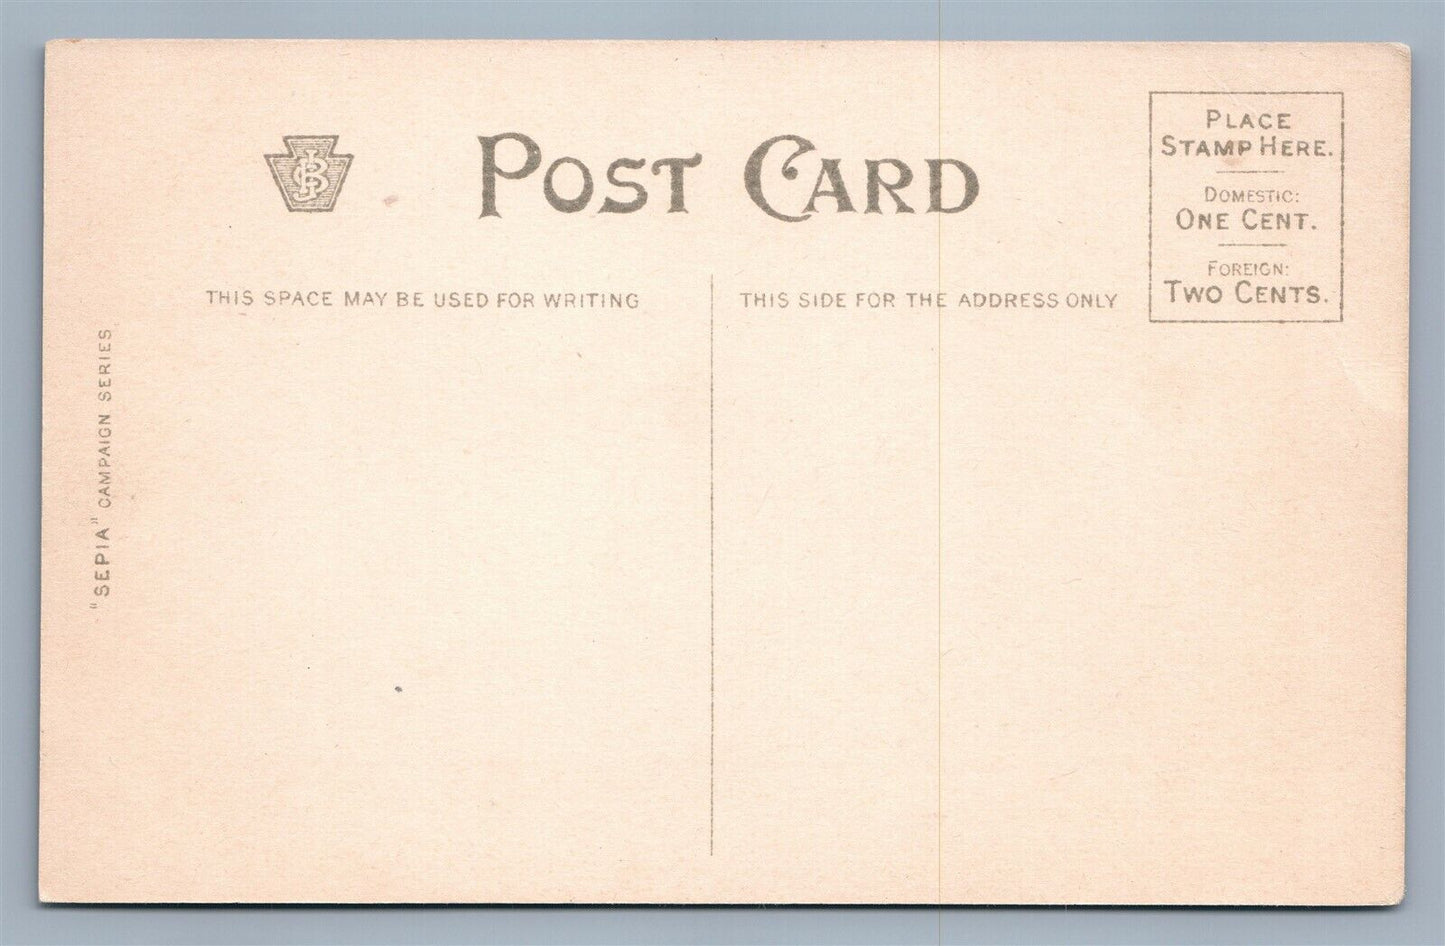 POST CARD
PLACE
STAMP HERE.
DOMESTIC:
ONE CENT.
FOREIGN:
TWO CENTS.
THIS SPACE MAY BE USED FOR WRITING
THIS SIDE FOR THE ADDRESS ONLY
"SEPIA" CAMPAIGN SERIES